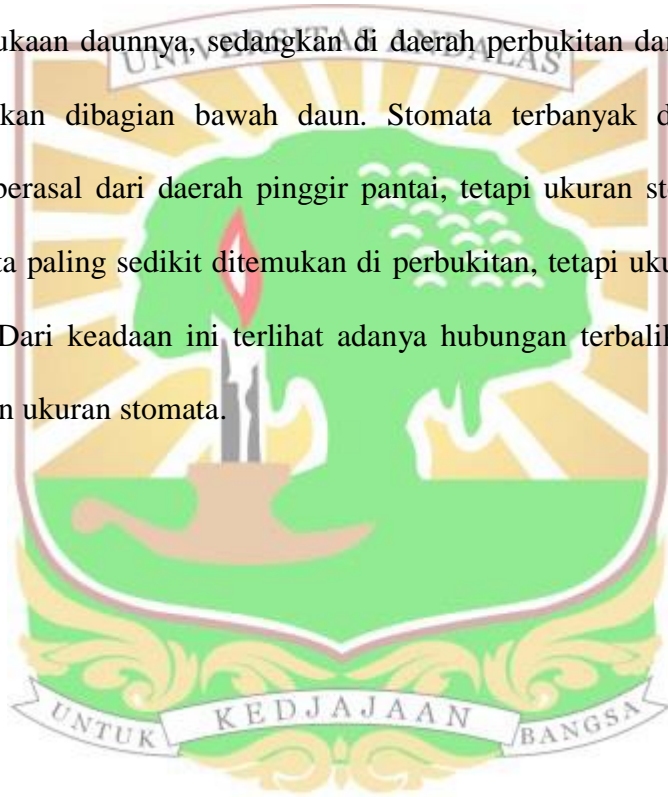 ukaan daunnya, sedangkan di daerah perbukitan dar
UNIVERSITAS ANDALAS
kan dibagian bawah daun. Stomata terbanyak d
berasal dari daerah pinggir pantai, tetapi ukuran st
ta paling sedikit ditemukan di perbukitan, tetapi uku
Dari keadaan ini terlihat adanya hubungan terbalil
n ukuran stomata.
UNTUK KEDJAJAAN BANGSA